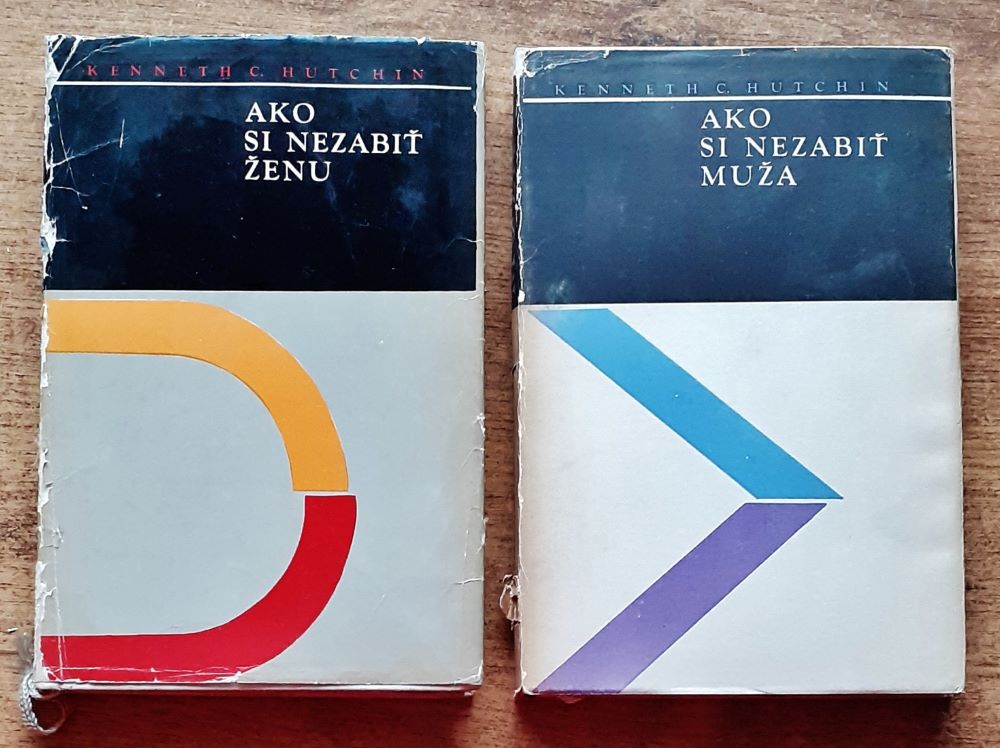 KENNETH C. HUTCHIN
AKO
SI NEZABIŤ
ŽENU
KENNETH C. HUTCHIN
AKO
SI NEZABIŤ
MUŽA